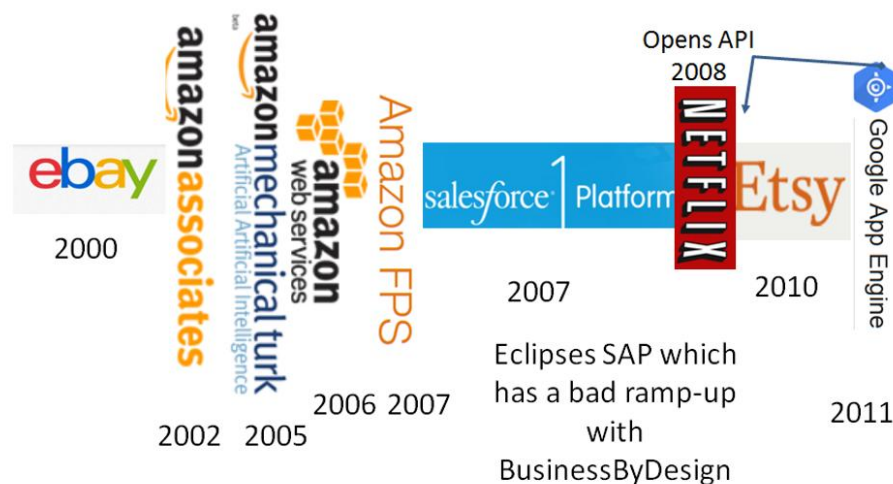 ebay
2000
amazonassociates
2002
amazonmechanical turk
beta
Artificial Artificial Intelligence
2005
amazon
web services
2006
Amazon FPS
2007
salesforce 1 Platform
2007
Eclipses SAP which
has a bad ramp-up
with
BusinessByDesign
Opens API
2008
NETFLIX
Etsy
2010
Google App Engine
2011